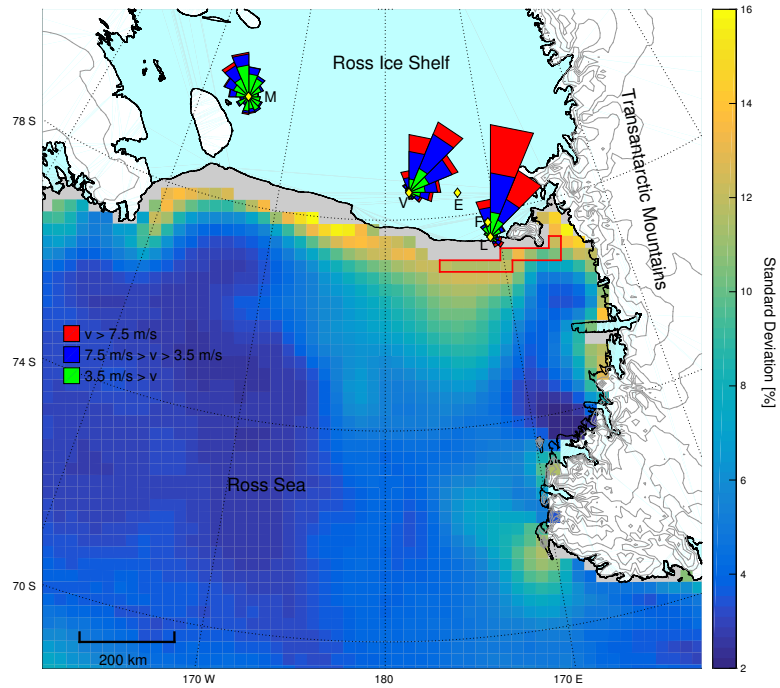 Ross Ice Shelf
Transantarctic Mountains
M
V
E
F
L
78 S
74 S
70 S
v > 7.5 m/s
7.5 m/s > v > 3.5 m/s
3.5 m/s > v
Ross Sea
200 km
170 W
180
170 E
16
14
12
10
8
6
4
2
Standard Deviation [%]